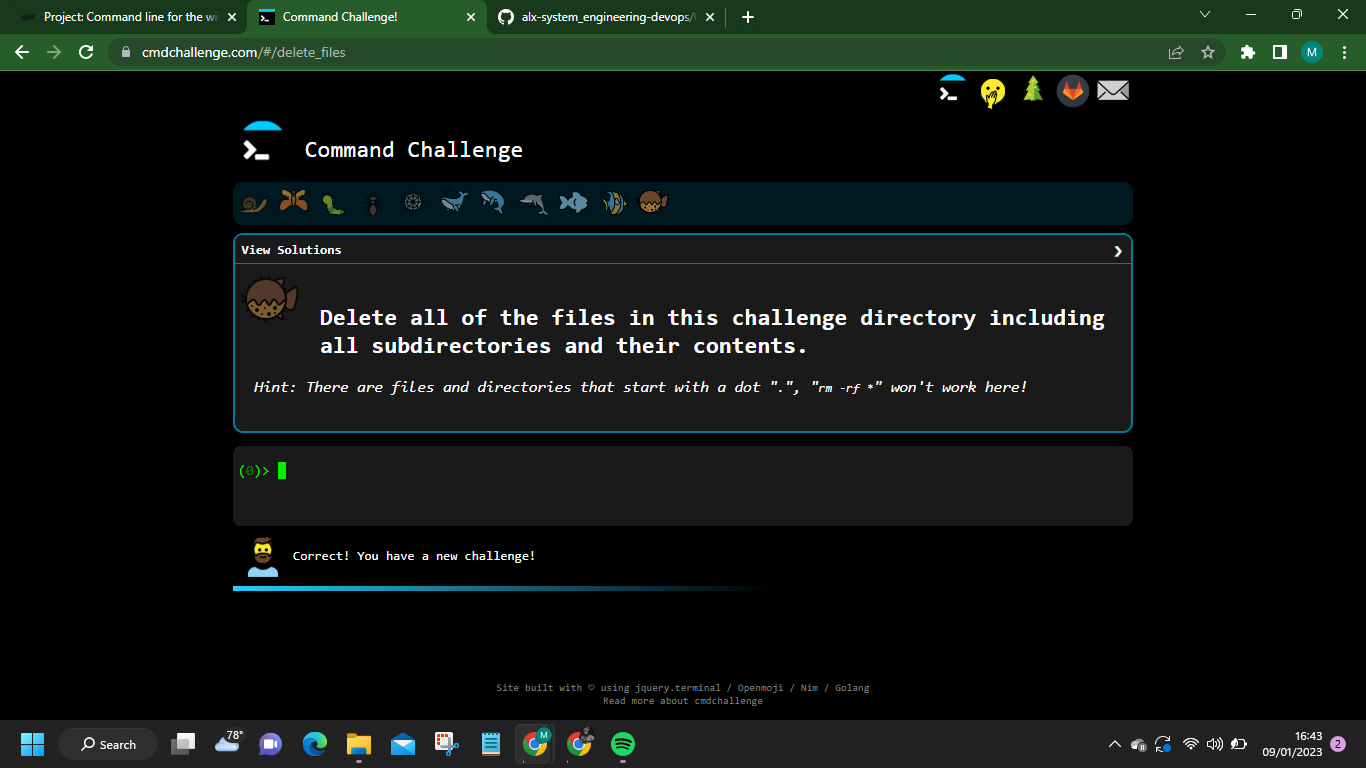 Project: Command line for the wi
Command Challenge!
alx-system_engineering-devops/
cmdchallenge.com/#/delete_files
M
Command Challenge
View Solutions
Delete all of the files in this challenge directory including
all subdirectories and their contents.
Hint: There are files and directories that start with a dot ".", "rm -rf *" won't work here!
(0)>
Correct! You have a new challenge!
Site built with ♡ using jquery.terminal / Openmoji / Nim / Golang
Read more about cmdchallenge
Search
78°
M
16:43
09/01/2023
2